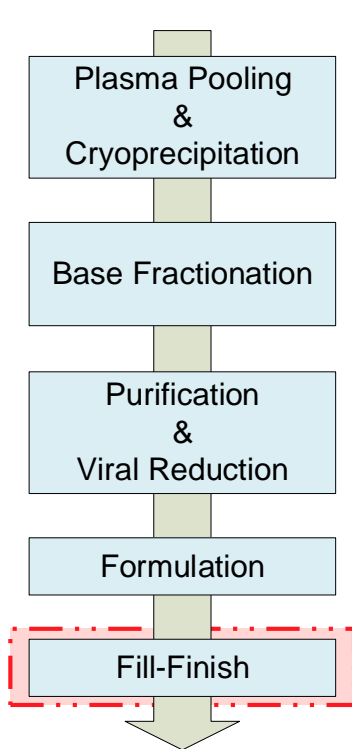 Plasma Pooling
&
Cryoprecipitation
Base Fractionation
Purification
&
Viral Reduction
Formulation
Fill-Finish